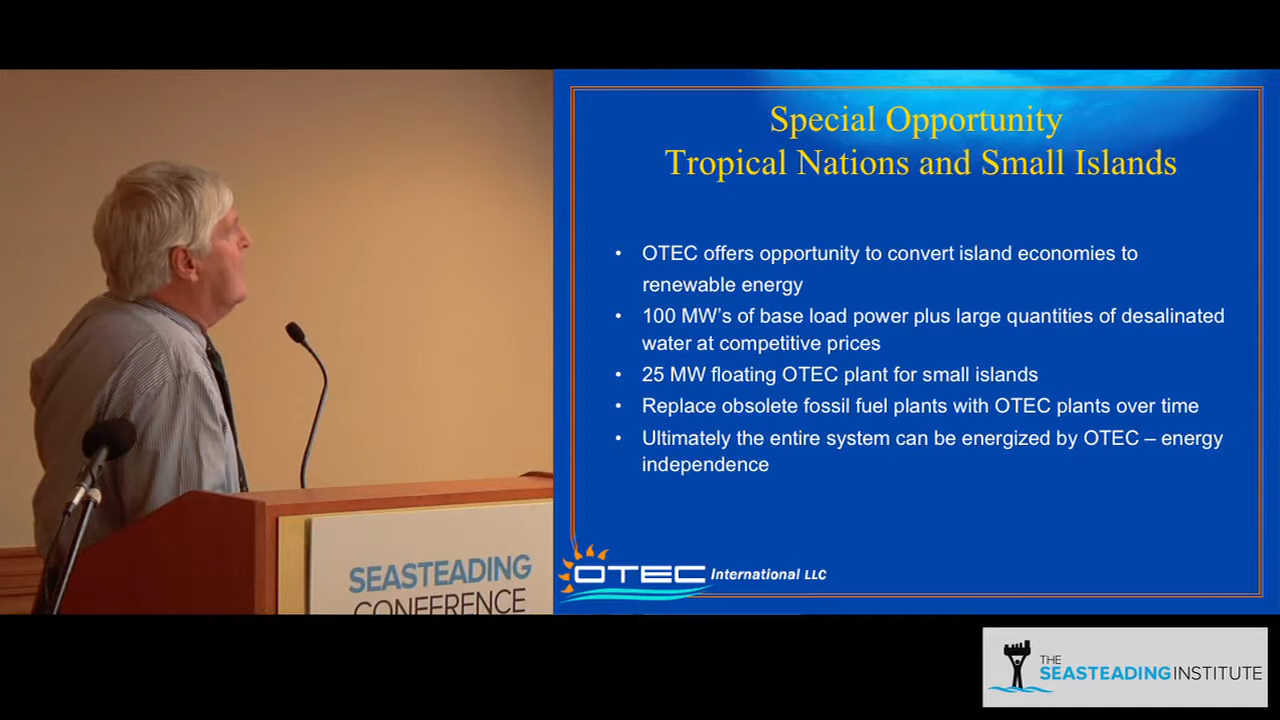 Special Opportunity
Tropical Nations and Small Islands
• OTEC offers opportunity to convert island economies to
renewable energy
• 100 MW's of base load power plus large quantities of desalinated
water at competitive prices
• 25 MW floating OTEC plant for small islands
• Replace obsolete fossil fuel plants with OTEC plants over time
• Ultimately the entire system can be energized by OTEC – energy
independence
OTEC International LLC
SEASTEADING
CONFERENCE
THE
SEASTEADING INSTITUTE